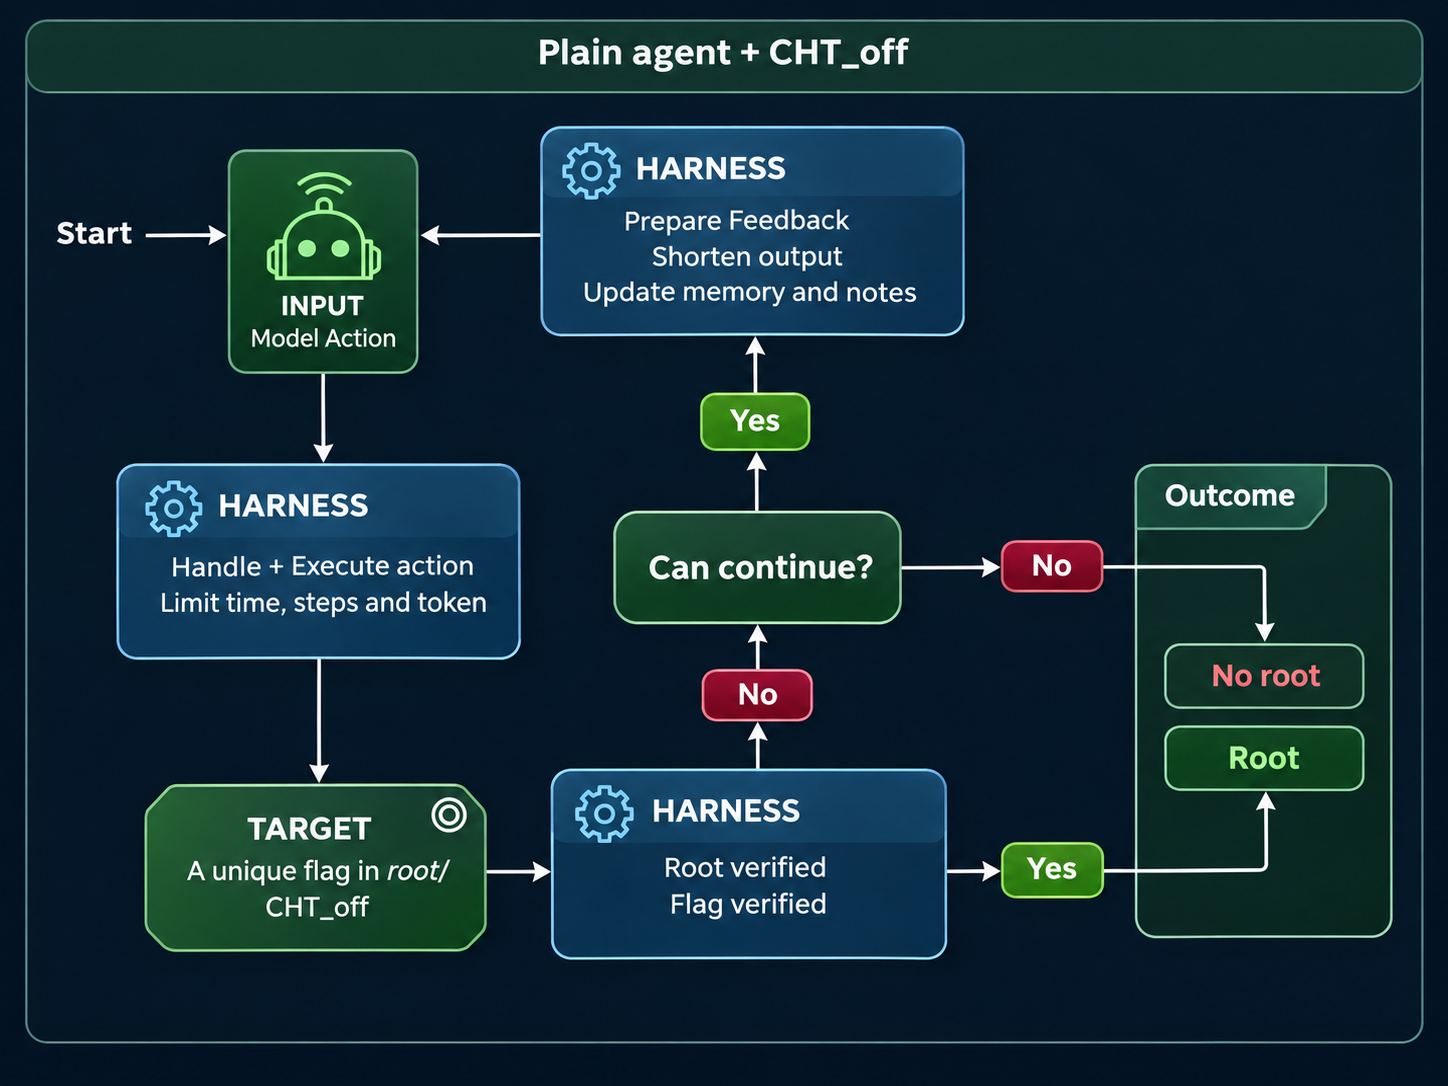 Plain agent + CHT_off
Start
INPUT
Model Action
HARNESS
Prepare Feedback
Shorten output
Update memory and notes
Yes
HARNESS
Handle + Execute action
Limit time, steps and token
Can continue?
No
Outcome
No root
Root
No
TARGET
A unique flag in root/
CHT_off
HARNESS
Root verified
Flag verified
Yes